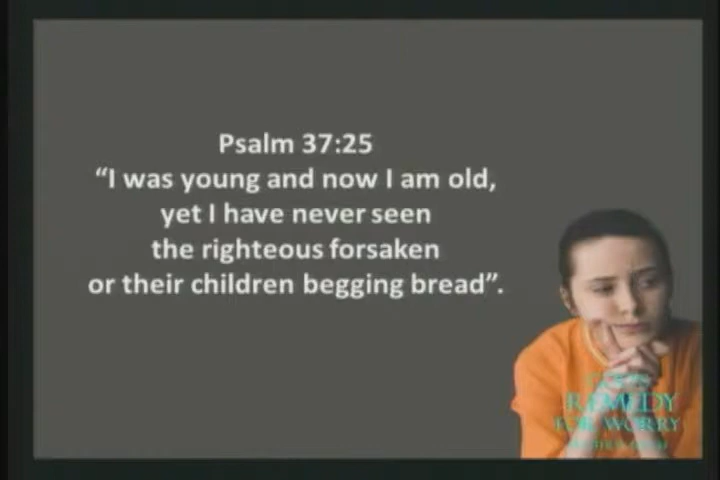 Psalm 37:25
“I was young and now I am old,
yet I have never seen
the righteous forsaken
or their children begging bread”.
REMEDY
FOR WORRY